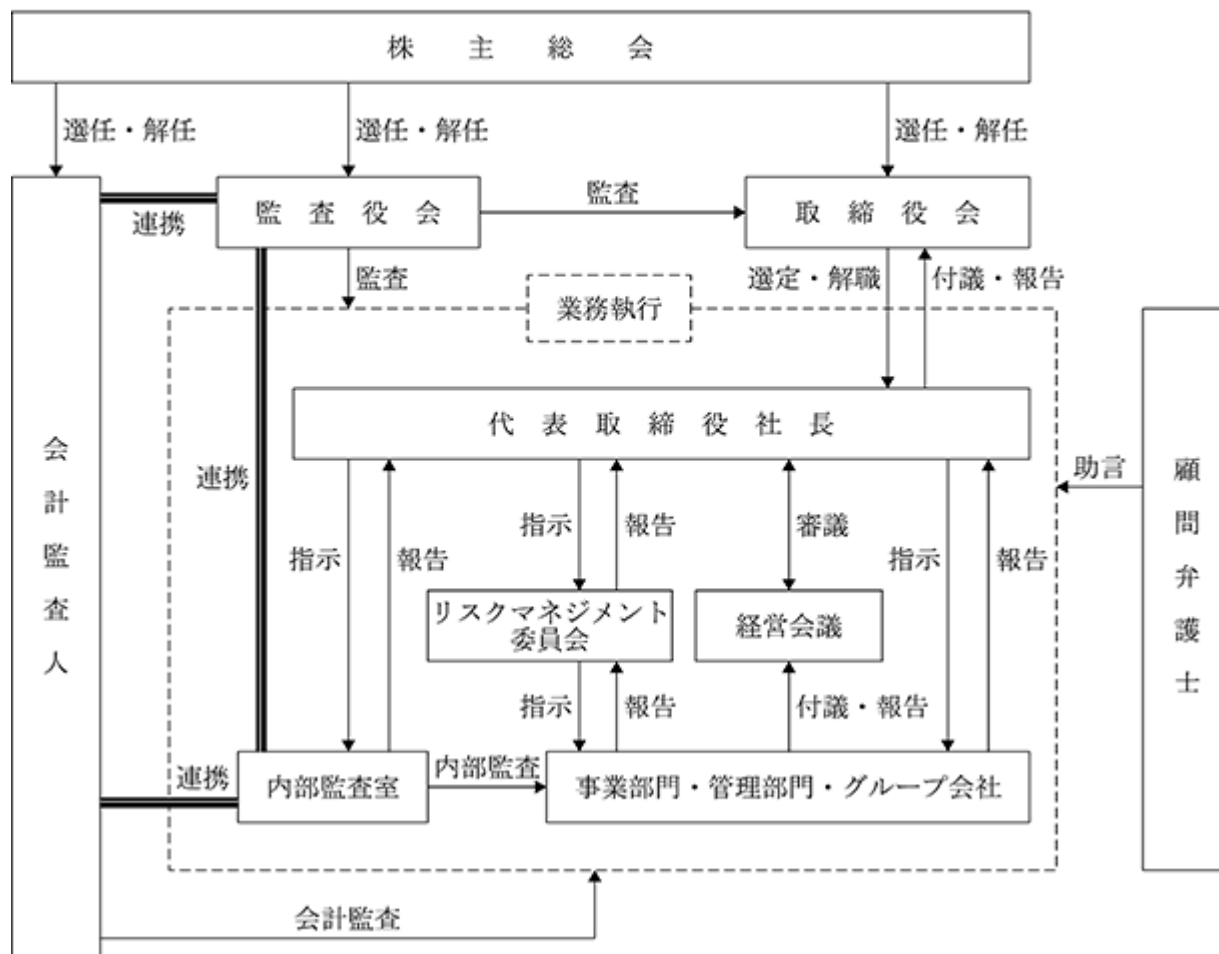 株主総会
選任・解任
選任・解任
選任・解任
監査役会
監査
取締役会
連携
監査
選定・解職
付議・報告
業務執行
代表取締役社長
会計監査人
連携
助言
顧問弁護士
指示
報告
審議
指示
報告
指示
報告
リスクマネジメント
委員会
経営会議
指示
報告
付議・報告
連携
内部監査室
内部監査
事業部門・管理部門・グループ会社
会計監査